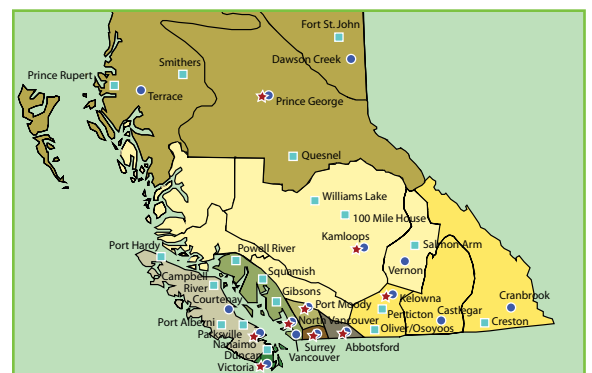 Fort St. John
Dawson Creek
Smithers
Prince Rupert
Terrace
Prince George
Quesnel
Williams Lake
100 Mile House
Kamloops
Salmon Arm
Vernon
Port Hardy
Powell River
Squamish
Campbell
River
Gibsons
Courtenay
Port Moody
Kelowna
Penticton
Castlegar
Cranbrook
Port Alberni
North Vancouver
Oliver/Osoyoos
Creston
Parksville
Nanaimo
Surrey
Abbotsford
Duncan
Vancouver
Victoria